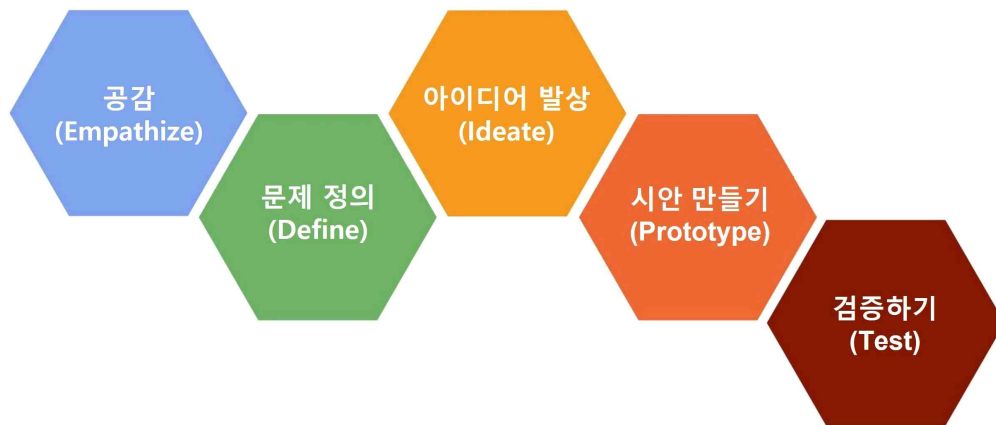 공감
(Empathize)
문제 정의
(Define)
아이디어 발상
(Ideate)
시안 만들기
(Prototype)
검증하기
(Test)